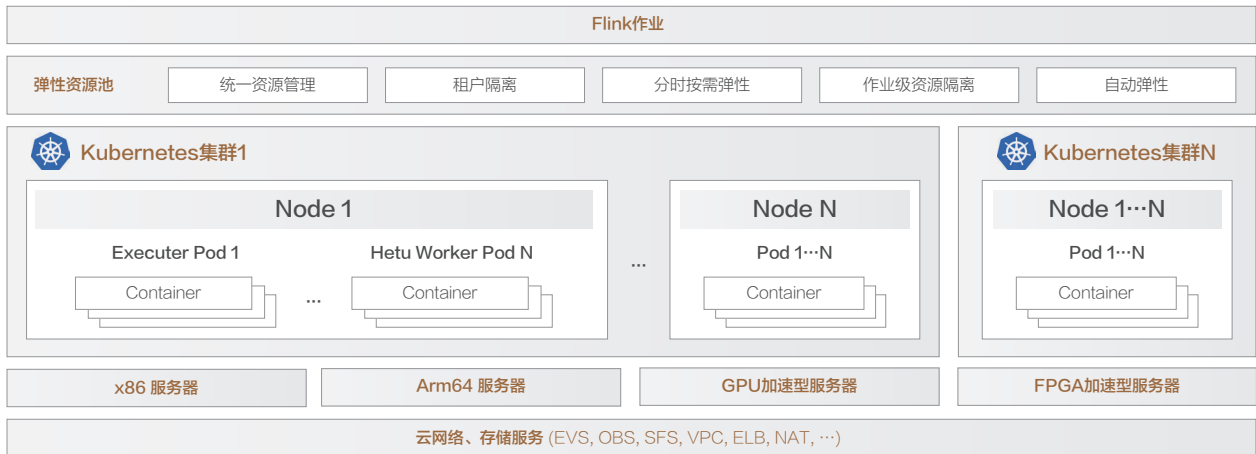 Flink作业
弹性资源池 统一资源管理 租户隔离 分时按需弹性 作业级资源隔离 自动弹性
Kubernetes集群1
Node 1
Executer Pod 1
Container
...
Hetu Worker Pod N
Container
...
Node N
Pod 1···N
Container
Kubernetes集群N
Node 1···N
Pod 1···N
Container
x86 服务器
Arm64 服务器
GPU加速型服务器
FPGA加速型服务器
云网络、存储服务 (EVS, OBS, SFS, VPC, ELB, NAT, ···)